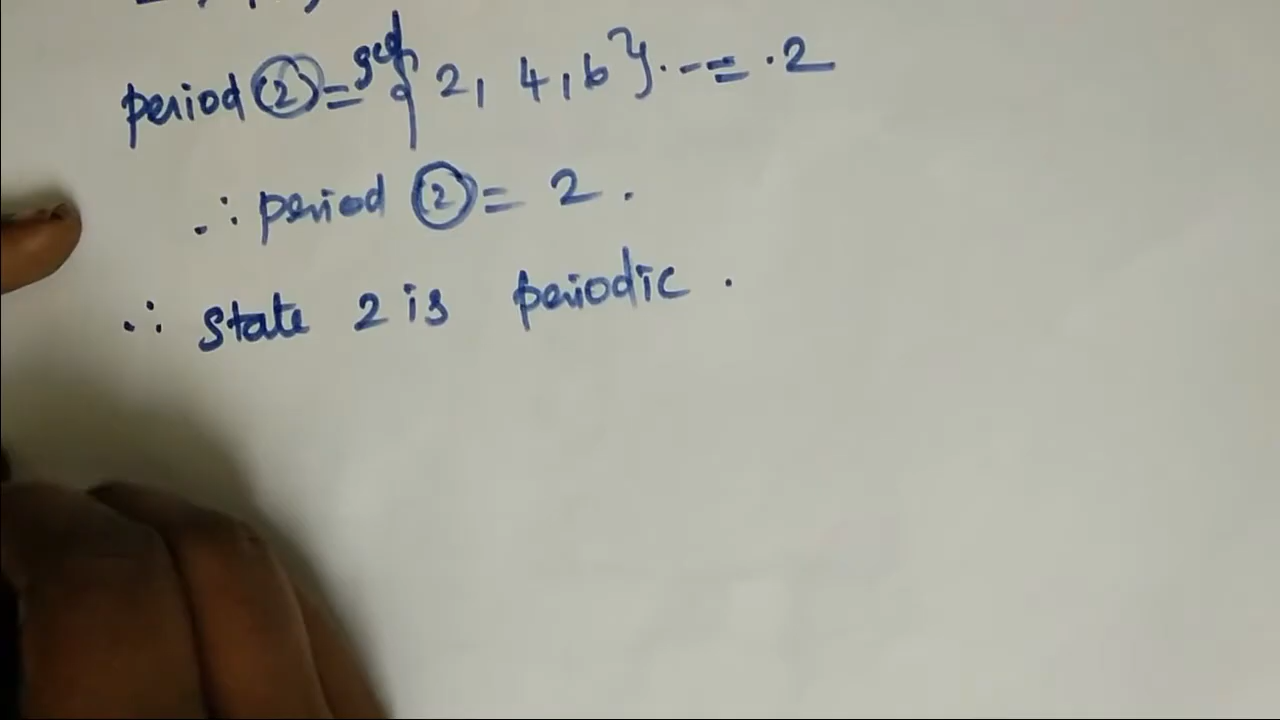 period ② = gcd { 2, 4, 6 } . -- = . 2
∴ period ② = 2 .
∴ state 2 is periodic .